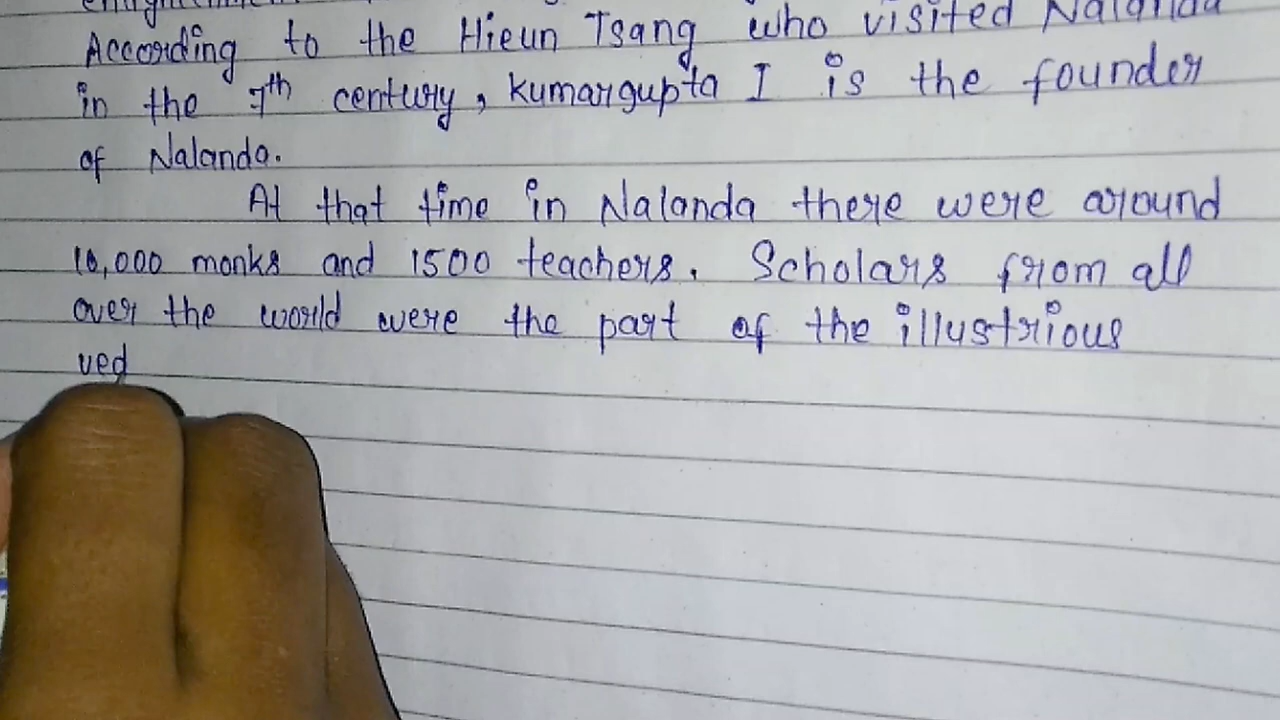 According to the Hieun Tsang who visited Nalanda
in the 7th century, Kumargupta I is the founder
of Nalanda.
At that time in Nalanda there were around
10,000 monks and 1500 teachers. Scholars from all
over the world were the part of the illustrious
ved